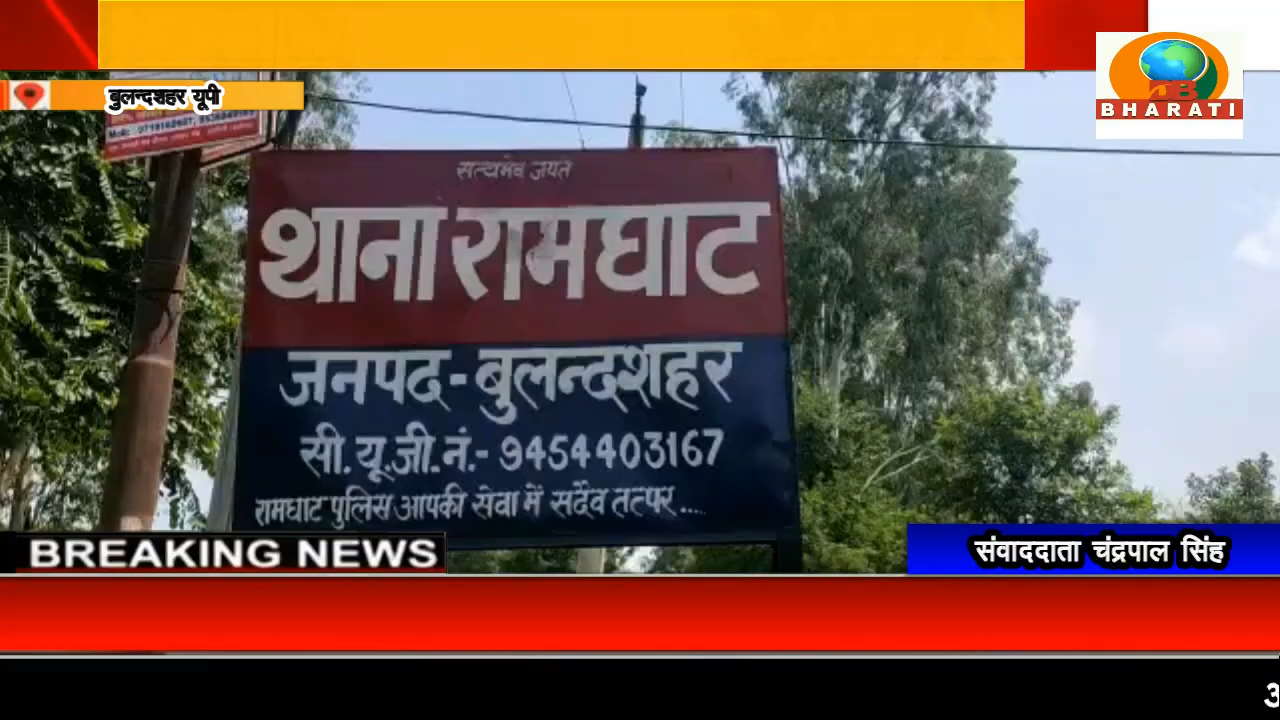 बुलन्दशहर यूपी
BHARATI
सत्यमेव जयते
थाना रामघाट
जनपद-बुलन्दशहर
सी.यू.जी.नं.- 9454403167
रामघाट पुलिस आपकी सेवा में सदैव तत्पर....
BREAKING NEWS
संवाददाता चंद्रपाल सिंह